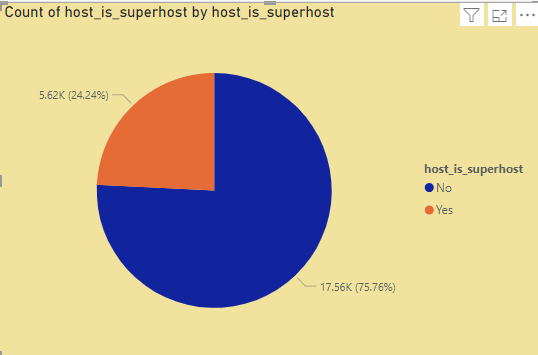 Count of host_is_superhost by host_is_superhost
5.62K (24.24%)
host_is_superhost
No
Yes
17.56K (75.76%)